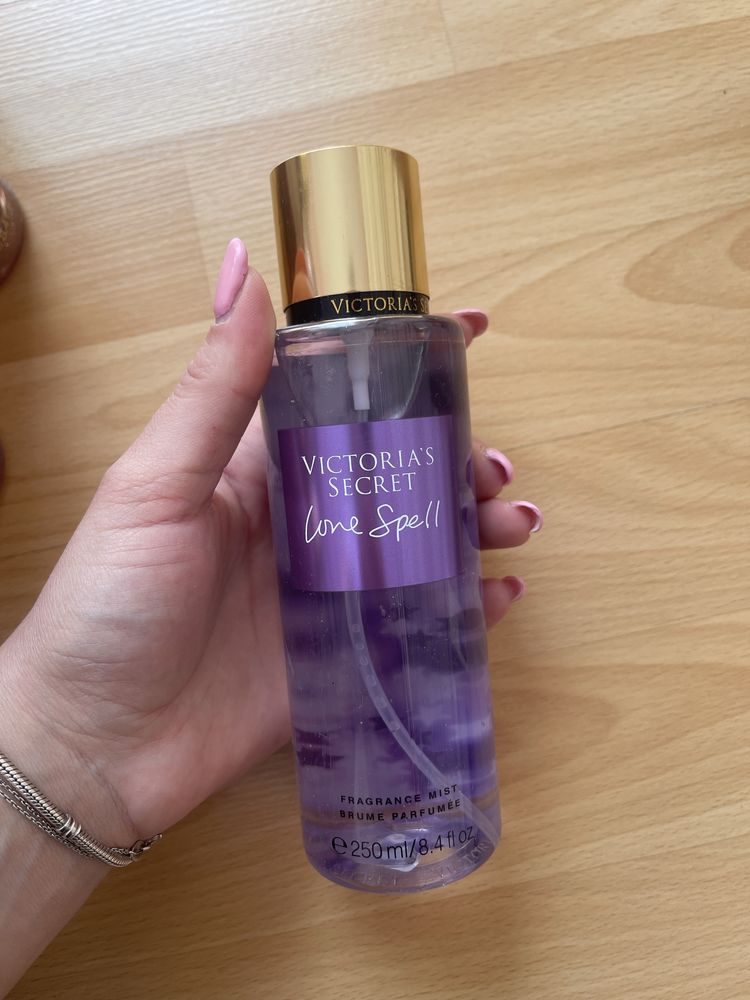 VICTORIA'S
VICTORIA'S
SECRET
Love Spell
FRAGRANCE MIST
BRUME PARFUMÉE
℮ 250 ml/8.4 fl oz